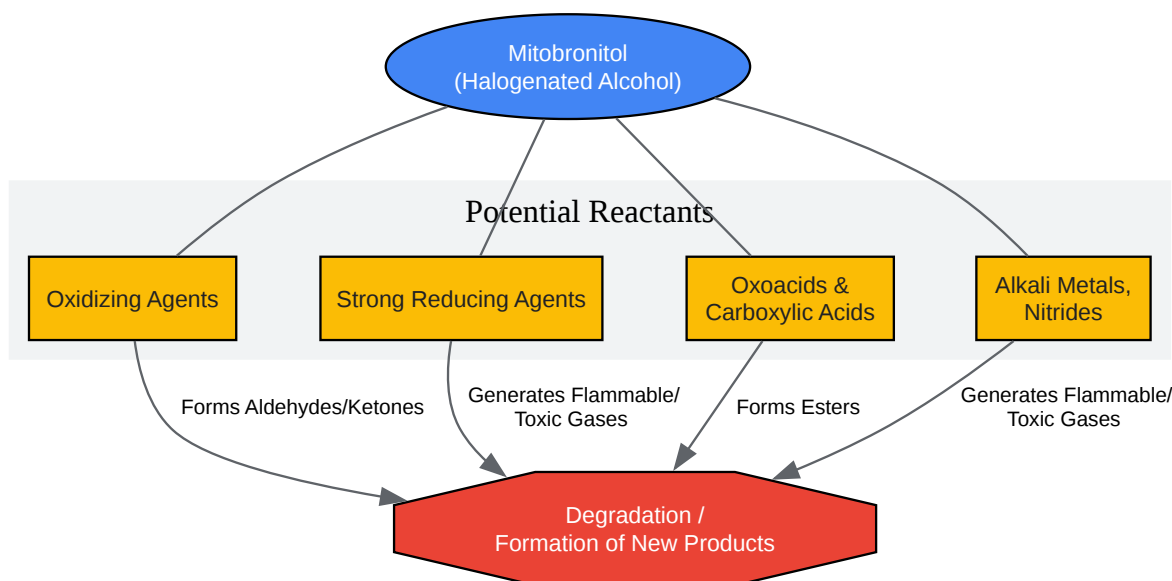 Mitobronitol
(Halogenated Alcohol)
Potential Reactants
Oxidizing Agents
Strong Reducing Agents
Oxoacids &
Carboxylic Acids
Alkali Metals,
Nitrides
Forms Aldehydes/Ketones
Generates Flammable/
Toxic Gases
Forms Esters
Generates Flammable/
Toxic Gases
Degradation /
Formation of New Products